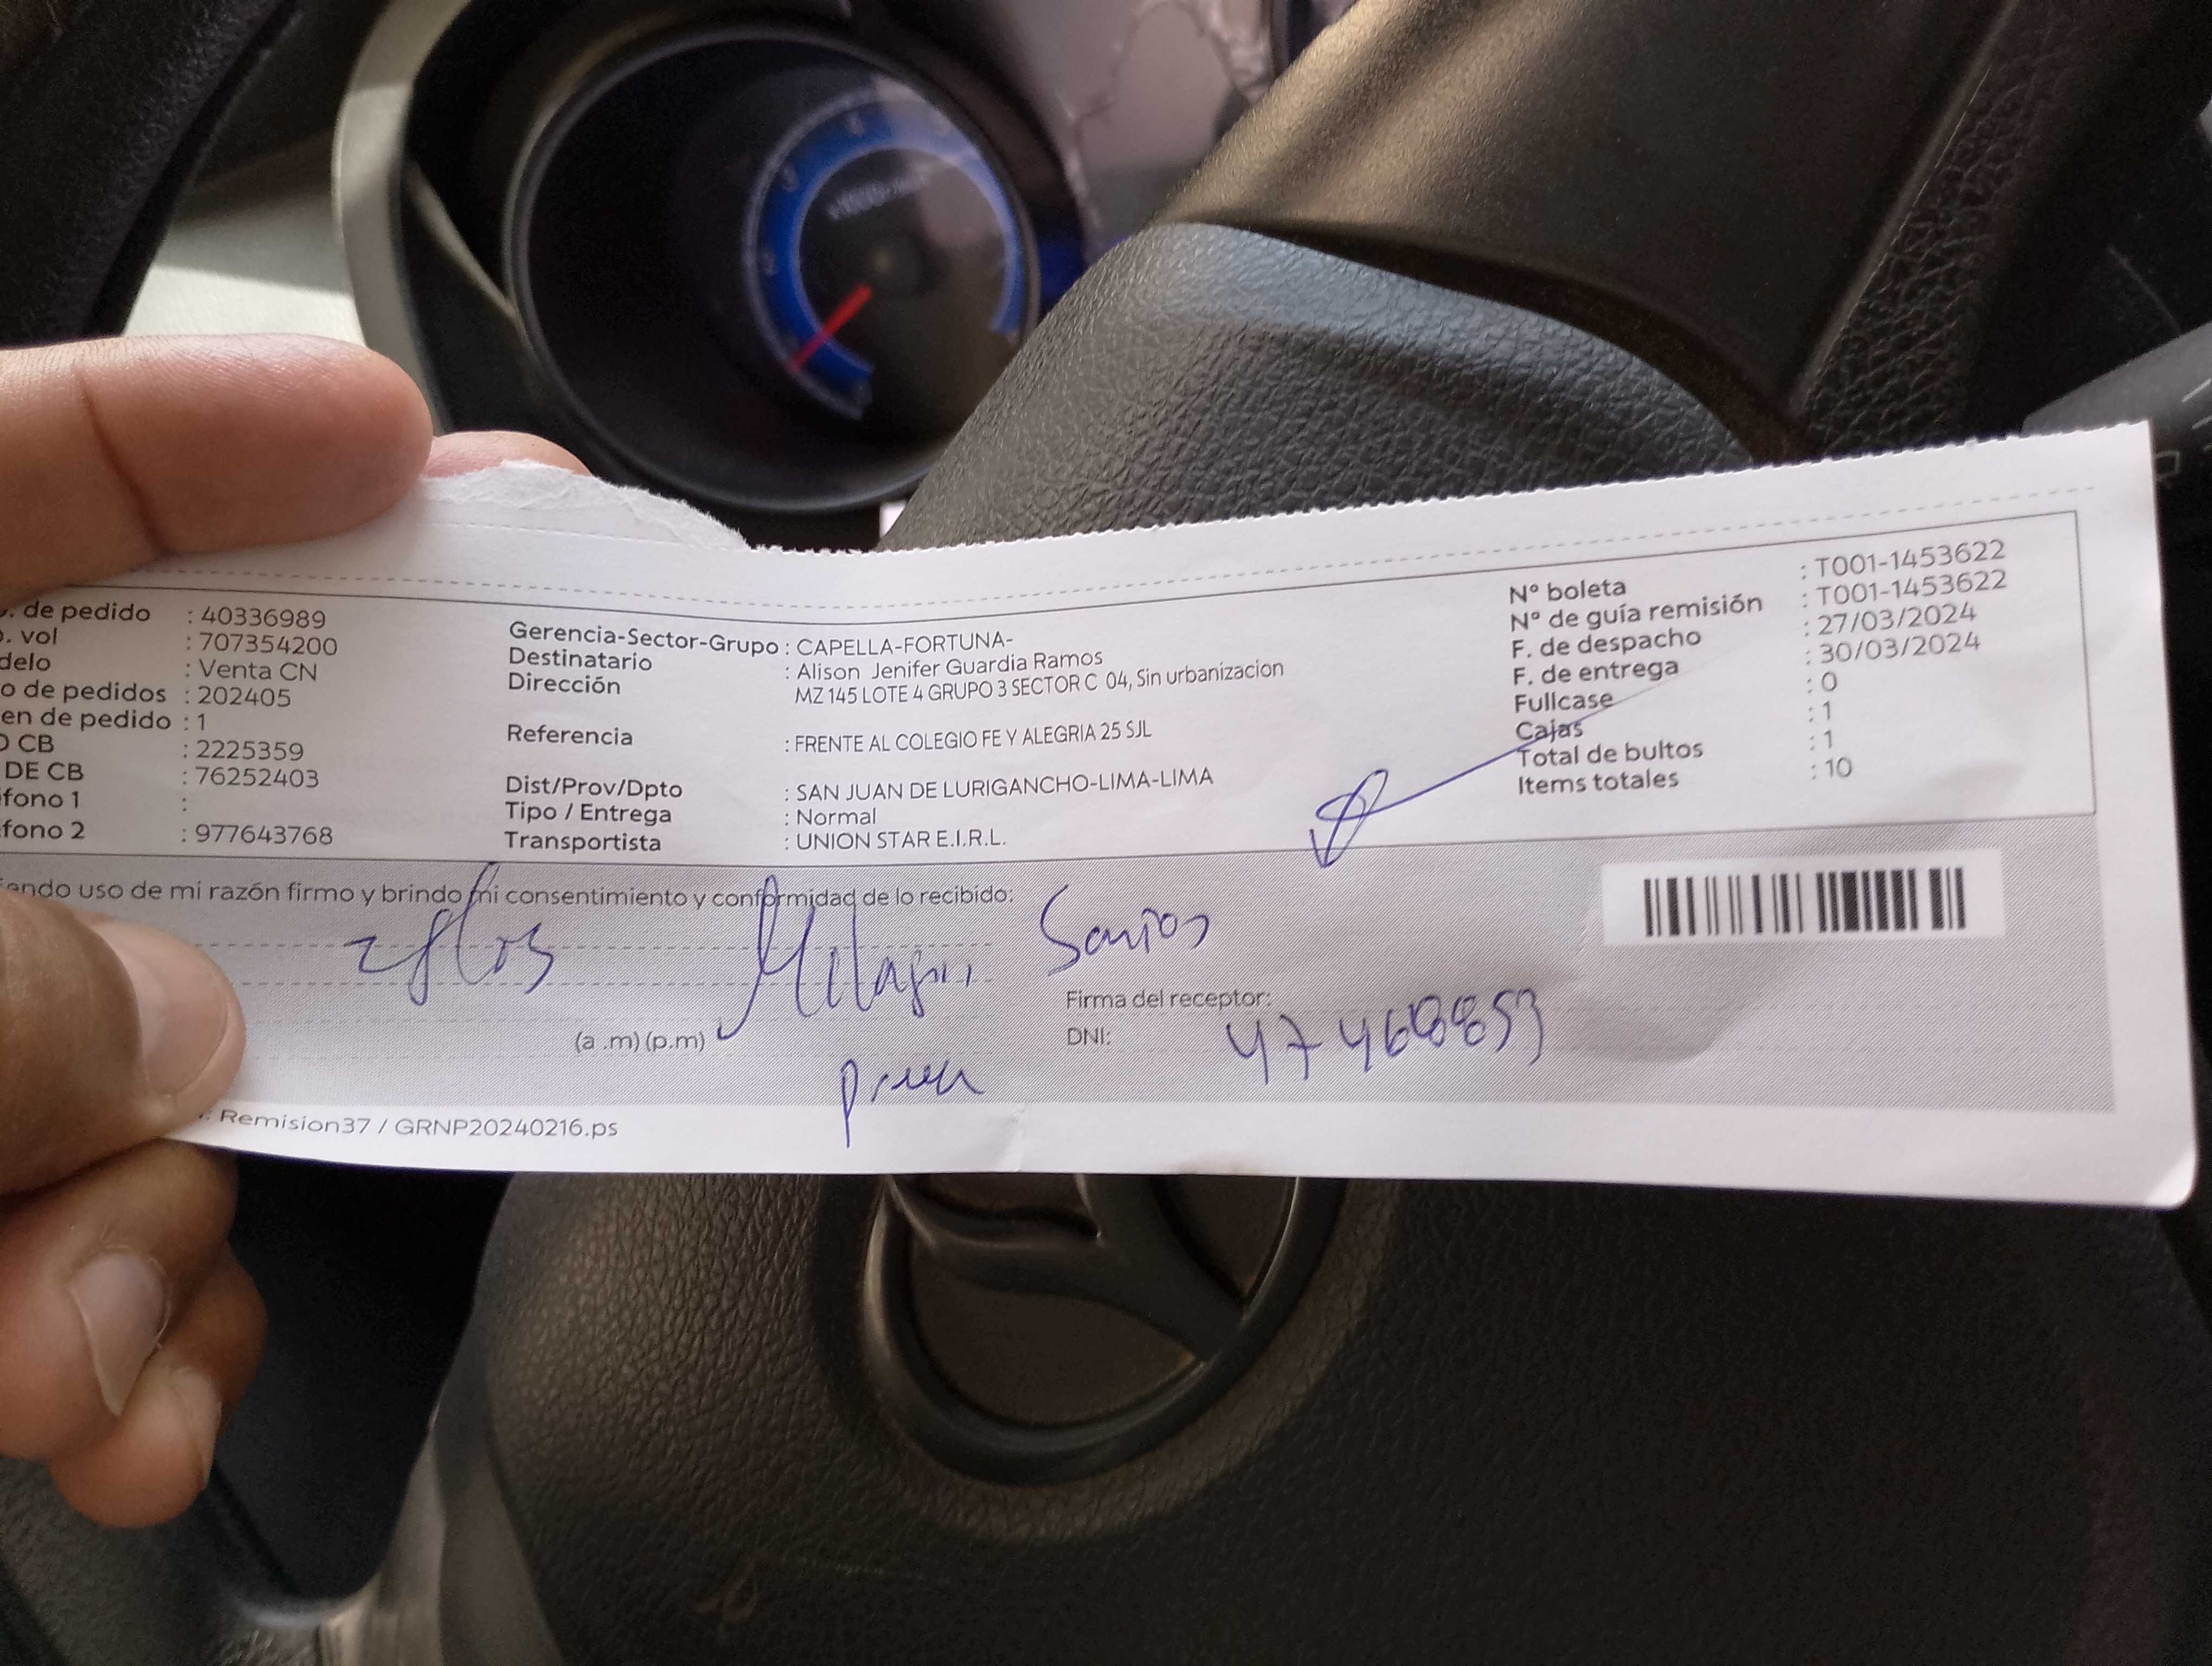 . de pedido : 40336989
. vol : 707354200
delo : Venta CN
o de pedidos : 202405
en de pedido : 1
O CB : 2225359
DE CB : 76252403
fono 1 :
fono 2 : 977643768
Gerencia-Sector-Grupo : CAPELLA-FORTUNA-
Destinatario : Alison Jenifer Guardia Ramos
Dirección MZ 145 LOTE 4 GRUPO 3 SECTOR C 04, Sin urbanizacion
Referencia : FRENTE AL COLEGIO FE Y ALEGRIA 25 SJL
Dist/Prov/Dpto : SAN JUAN DE LURIGANCHO-LIMA-LIMA
Tipo / Entrega : Normal
Transportista : UNION STAR E.I.R.L.
Nº boleta : T001-1453622
Nº de guía remisión : T001-1453622
F. de despacho : 27/03/2024
F. de entrega : 30/03/2024
Fullcase : 0
Cajas : 1
Total de bultos : 1
Items totales : 10
endo uso de mi razón firmo y brindo mi consentimiento y conformidad de lo recibido:
Santos
Firma del receptor:
(a .m) (p.m)
DNI:
Remision37 / GRNP20240216.ps